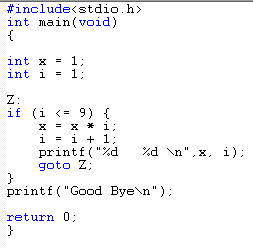 #include<stdio.h>
int main(void)
{
int x = 1;
int i = 1;
Z:
if (i <= 9) {
    x = x * i;
    i = i + 1;
    printf("%d   %d \n",x, i);
    goto Z;
}
printf("Good Bye\n");
return 0;
}